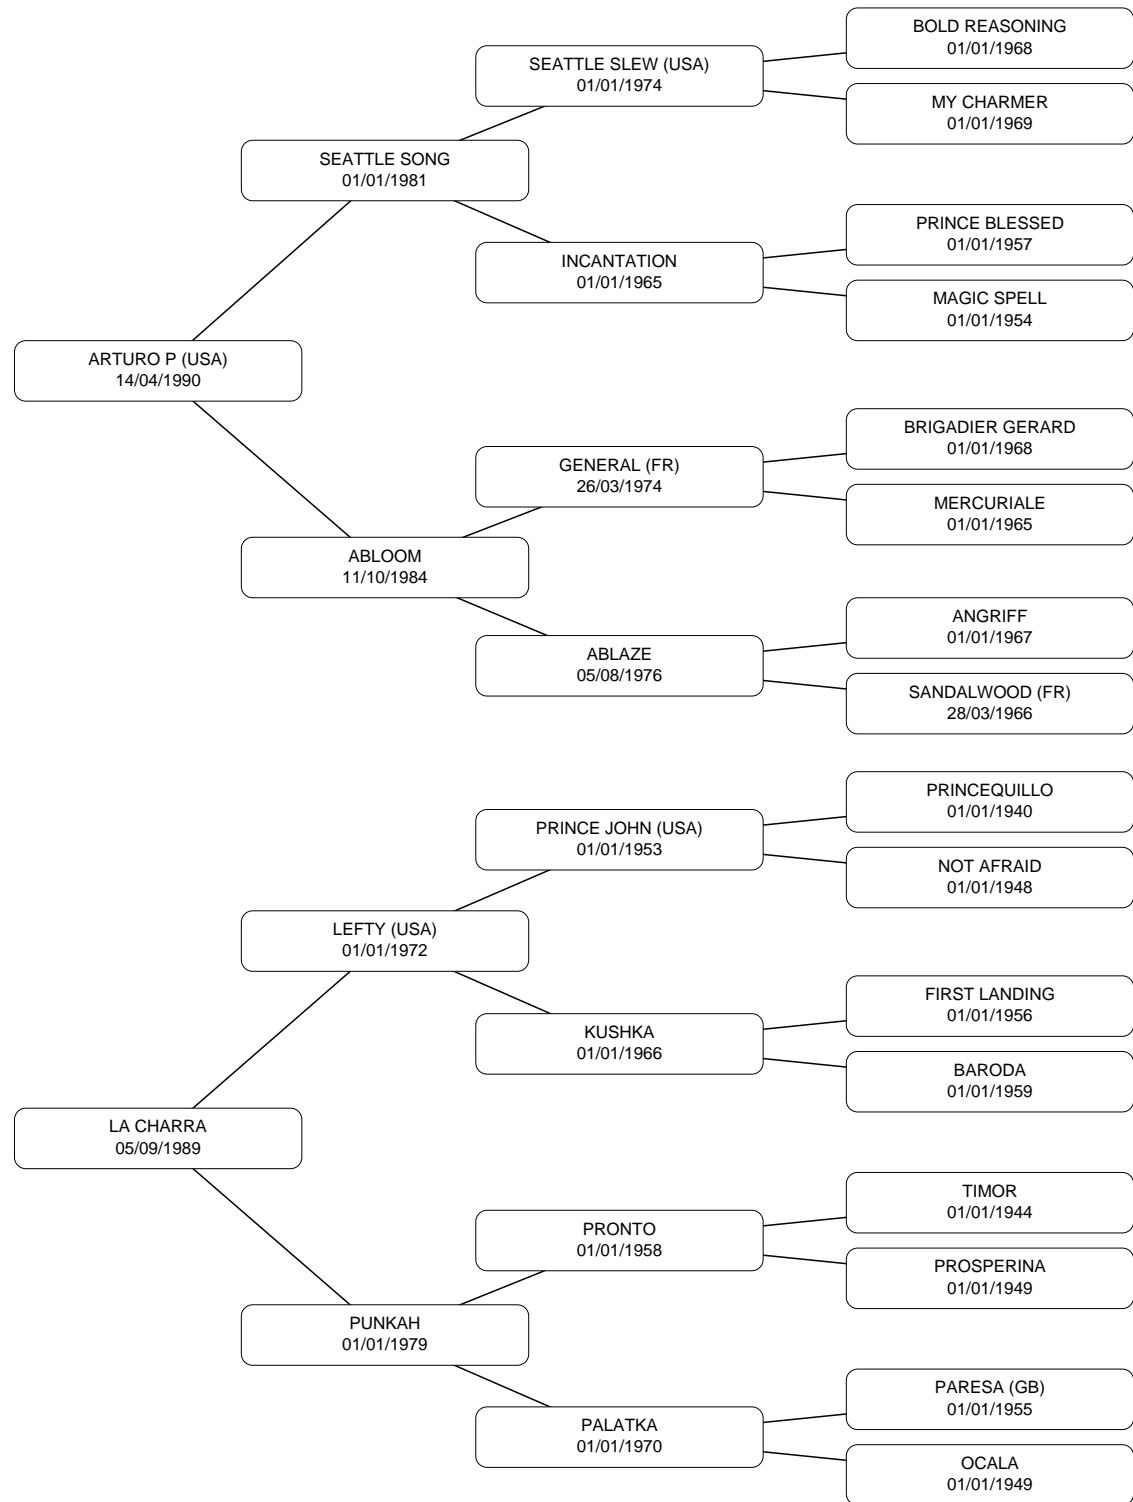 BOLD REASONING
01/01/1968
SEATTLE SLEW (USA)
01/01/1974
MY CHARMER
01/01/1969
SEATTLE SONG
01/01/1981
PRINCE BLESSED
01/01/1957
INCANTATION
01/01/1965
MAGIC SPELL
01/01/1954
ARTURO P (USA)
14/04/1990
BRIGADIER GERARD
01/01/1968
GENERAL (FR)
26/03/1974
MERCURIALE
01/01/1965
ABLOOM
11/10/1984
ANGRIFF
01/01/1967
ABLAZE
05/08/1976
SANDALWOOD (FR)
28/03/1966
PRINCEQUILLO
01/01/1940
PRINCE JOHN (USA)
01/01/1953
NOT AFRAID
01/01/1948
LEFTY (USA)
01/01/1972
FIRST LANDING
01/01/1956
KUSHKA
01/01/1966
BARODA
01/01/1959
LA CHARRA
05/09/1989
TIMOR
01/01/1944
PRONTO
01/01/1958
PROSPERINA
01/01/1949
PUNKAH
01/01/1979
PARESA (GB)
01/01/1955
PALATKA
01/01/1970
OCALA
01/01/1949